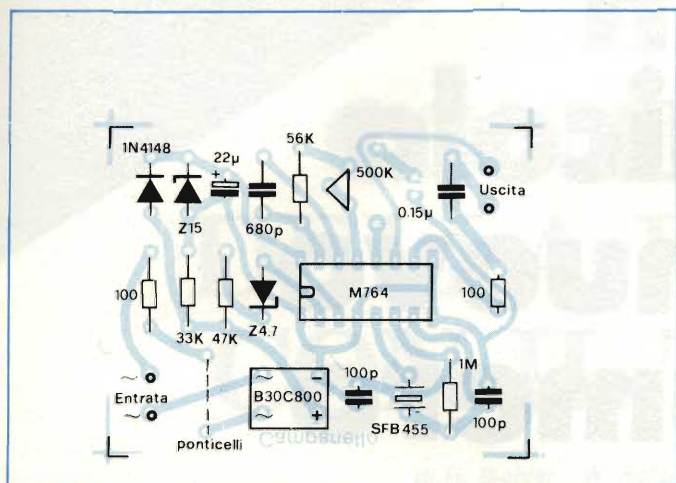 1N4148
22µ
+
56K
500K
Z15
680p
0.15µ
Uscita
100
33K
47K
Z4.7
M764
100
~
Entrata
~
ponticelli
~ −
B30C800
~ +
100p
SFB 455
1M
100p
Campanello